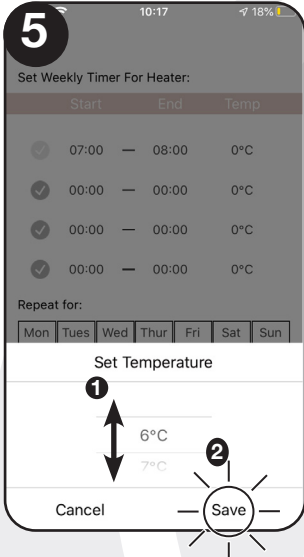 5
10:17
18%
Set Weekly Timer For Heater:
Start End Temp
07:00 — 08:00 0°C
00:00 — 00:00 0°C
00:00 — 00:00 0°C
00:00 — 00:00 0°C
Repeat for:
Mon Tues Wed Thur Fri Sat Sun
Set Temperature
1
6°C
2
7°C
Cancel Save